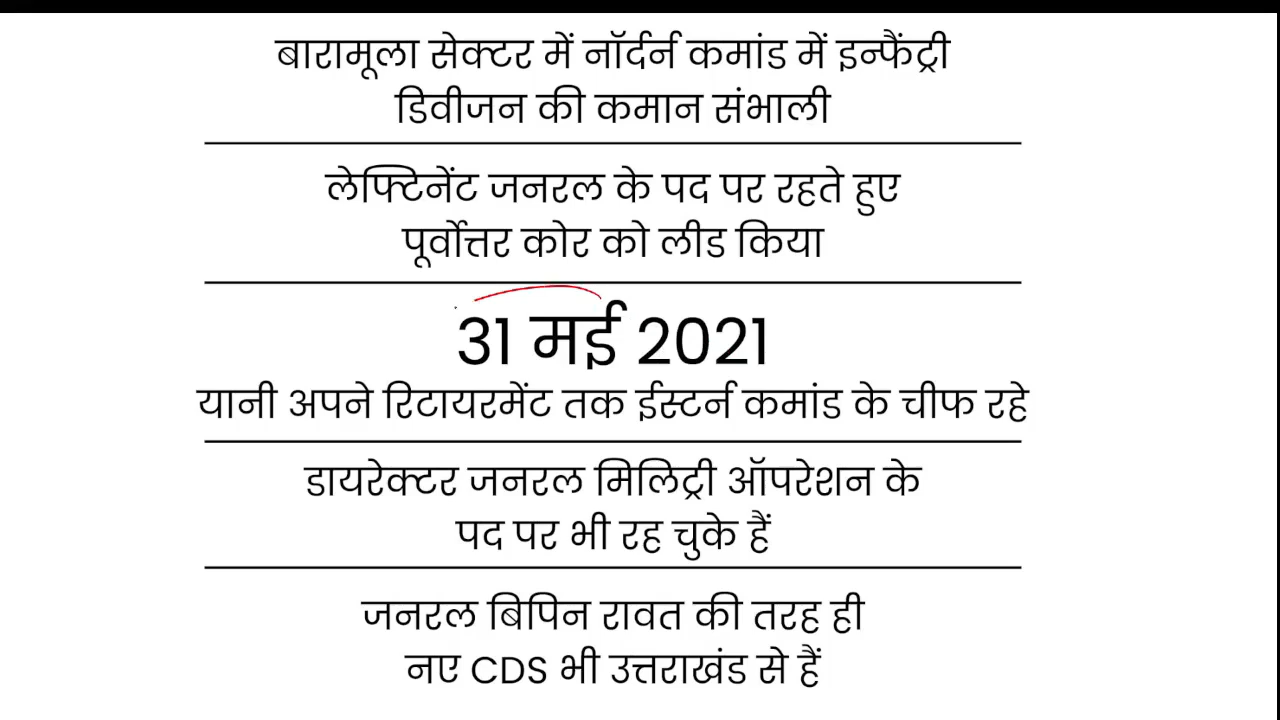 बारामूला सेक्टर में नॉर्दर्न कमांड में इन्फैंट्री
डिवीजन की कमान संभाली
लेफ्टिनेंट जनरल के पद पर रहते हुए
पूर्वोत्तर कोर को लीड किया
31 मई 2021
यानी अपने रिटायरमेंट तक ईस्टर्न कमांड के चीफ रहे
डायरेक्टर जनरल मिलिट्री ऑपरेशन के
पद पर भी रह चुके हैं
जनरल बिपिन रावत की तरह ही
नए CDS भी उत्तराखंड से हैं